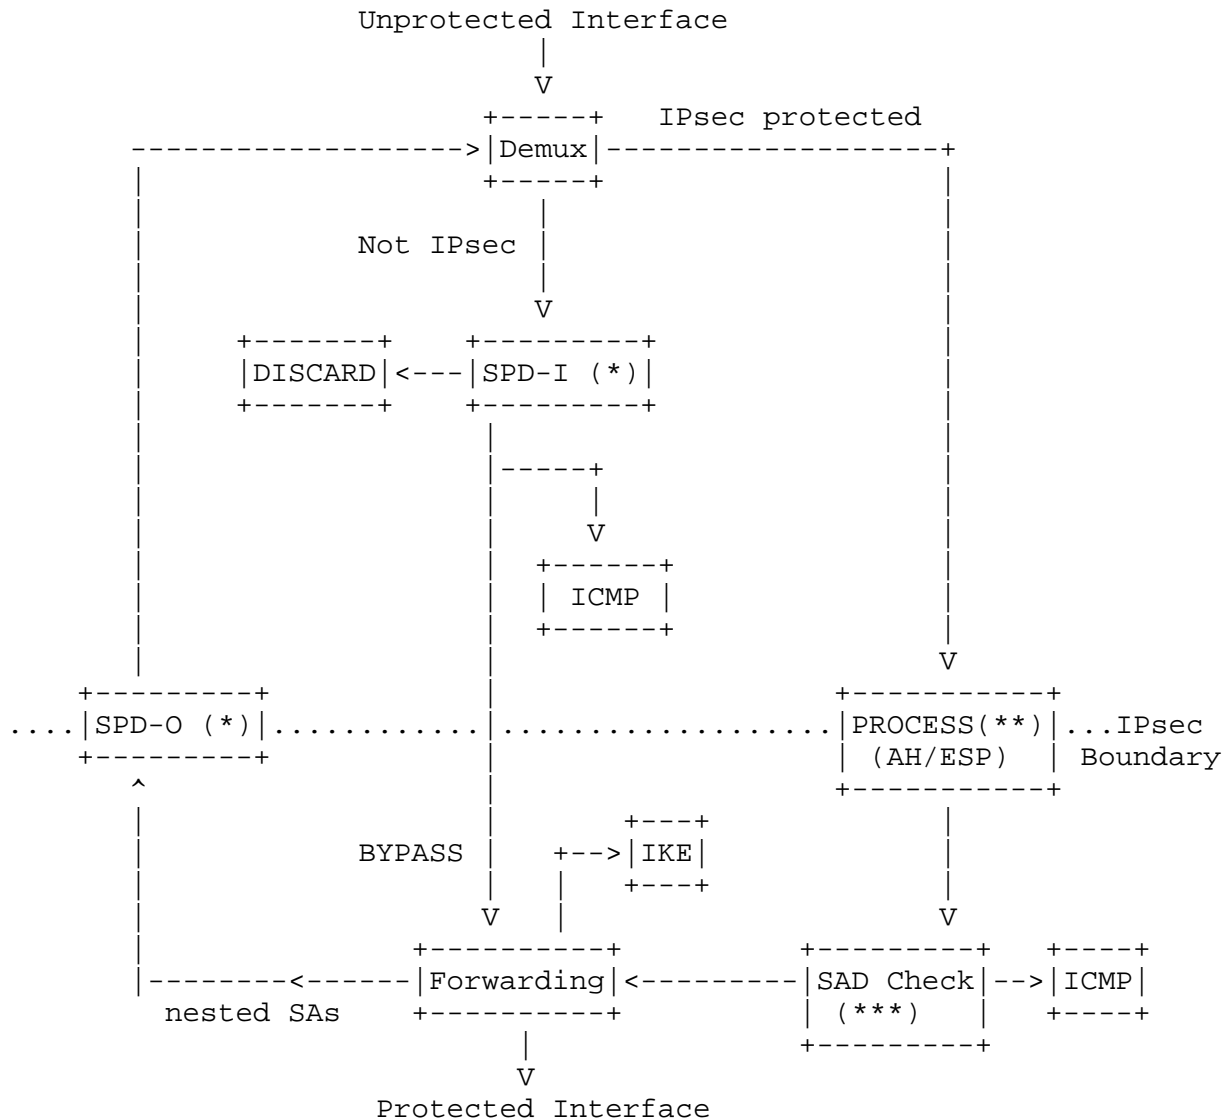 Unprotected Interface
IPsec protected
Demux
Not IPsec
DISCARD SPD-I (*)
ICMP
SPD-O (*) PROCESS(**) ...IPsec
(AH/ESP) Boundary
BYPASS IKE
Forwarding SAD Check ICMP
nested SAs (***)
Protected Interface